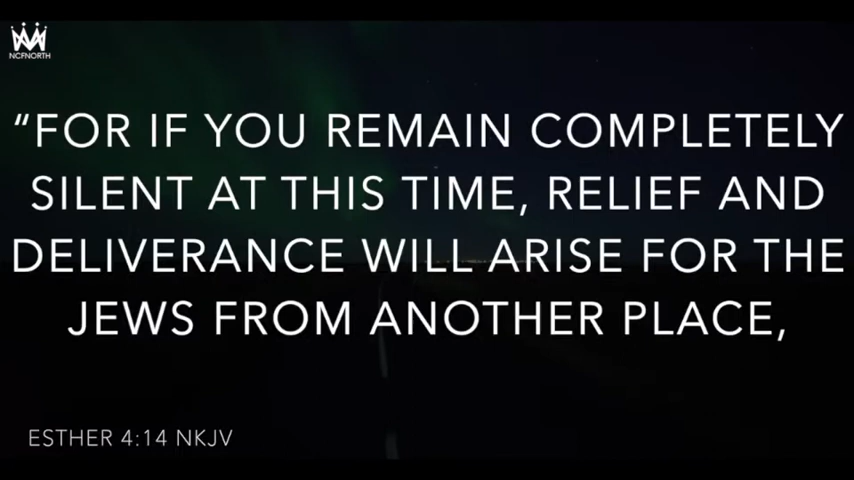 NCFNORTH
“FOR IF YOU REMAIN COMPLETELY
SILENT AT THIS TIME, RELIEF AND
DELIVERANCE WILL ARISE FOR THE
JEWS FROM ANOTHER PLACE,
ESTHER 4:14 NKJV